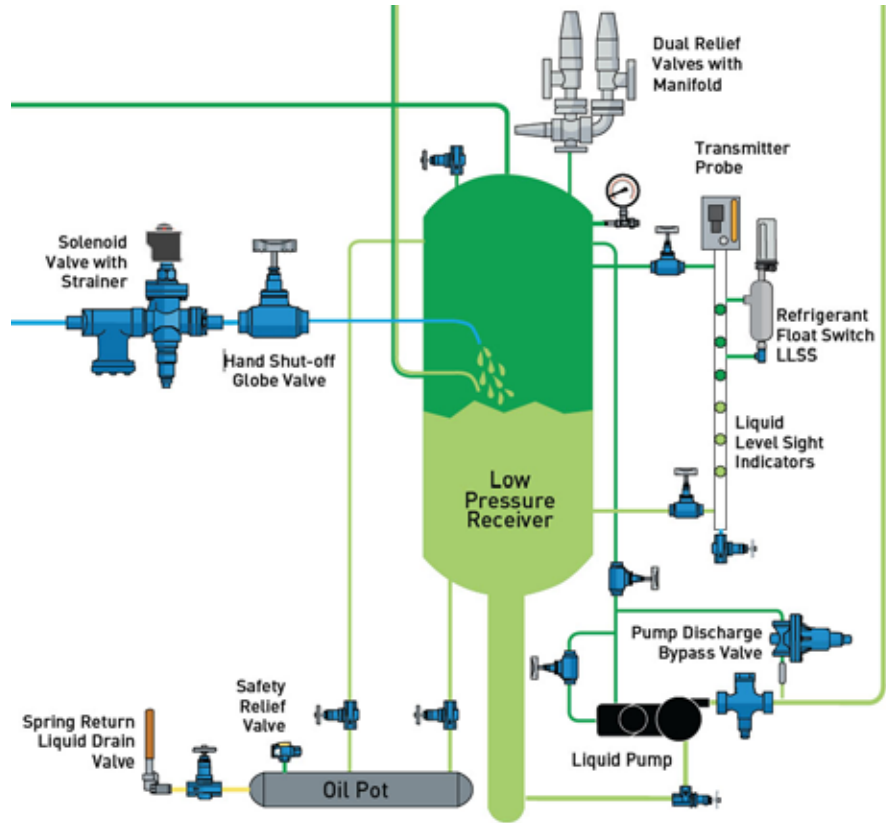 Dual Relief
Valves with
Manifold
Transmitter
Probe
Solenoid
Valve with
Strainer
Hand Shut-off
Globe Valve
Refrigerant
Float Switch
LLSS
Liquid
Level Sight
Indicators
Low
Pressure
Receiver
Pump Discharge
Bypass Valve
Safety
Relief
Valve
Spring Return
Liquid Drain
Valve
Liquid Pump
Oil Pot